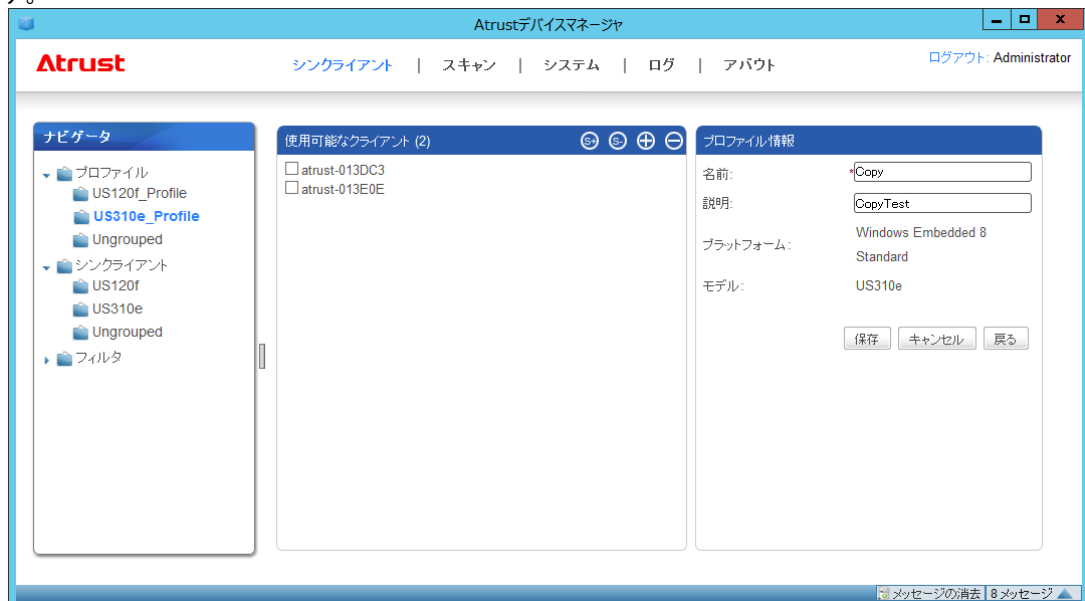 す。
Atrustデバイスマネージャ
Atrust
シンクライアント | スキャン | システム | ログ | アバウト
ログアウト: Administrator
ナビゲータ
プロファイル
US120f_Profile
US310e_Profile
Ungrouped
シンクライアント
US120f
US310e
Ungrouped
フィルタ
使用可能なクライアント (2)
S+ S-
atrust-013DC3
atrust-013E0E
プロファイル情報
名前: *Copy
説明: CopyTest
プラットフォーム: Windows Embedded 8
Standard
モデル: US310e
保存 キャンセル 戻る
メッセージの消去 8 メッセージ